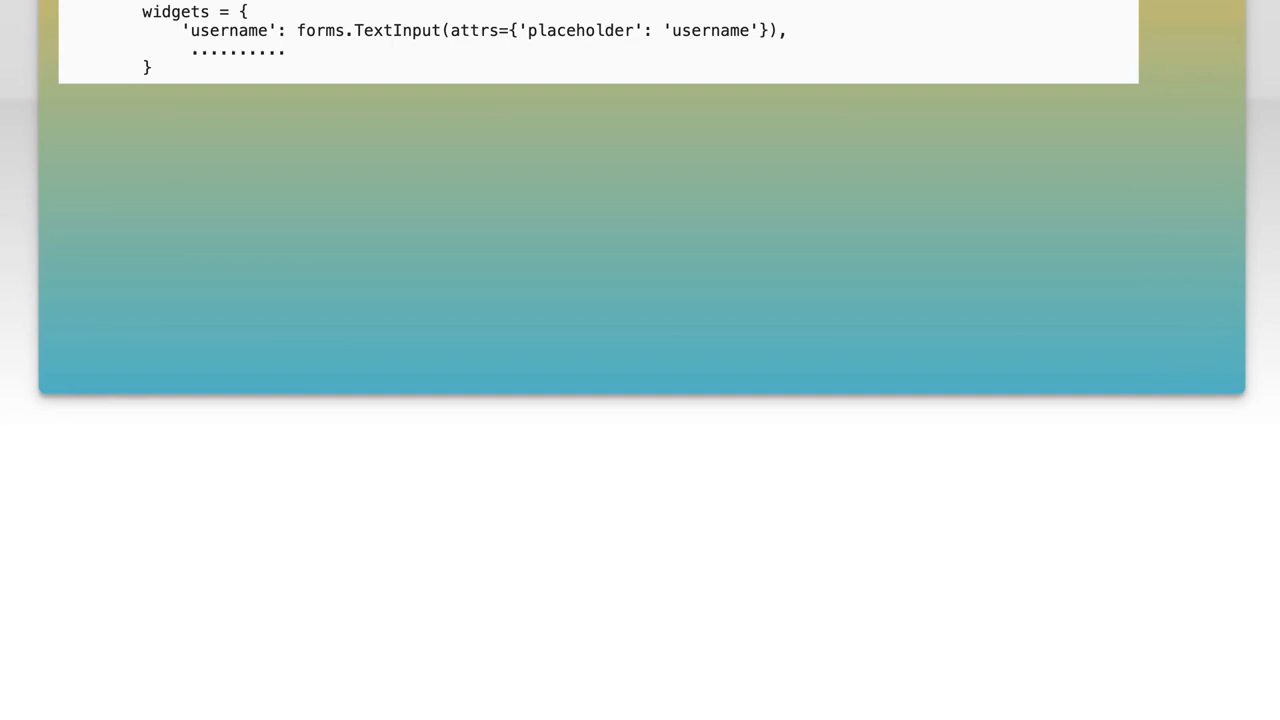 widgets = {
'username': forms.TextInput(attrs={'placeholder': 'username'}),
..........
}